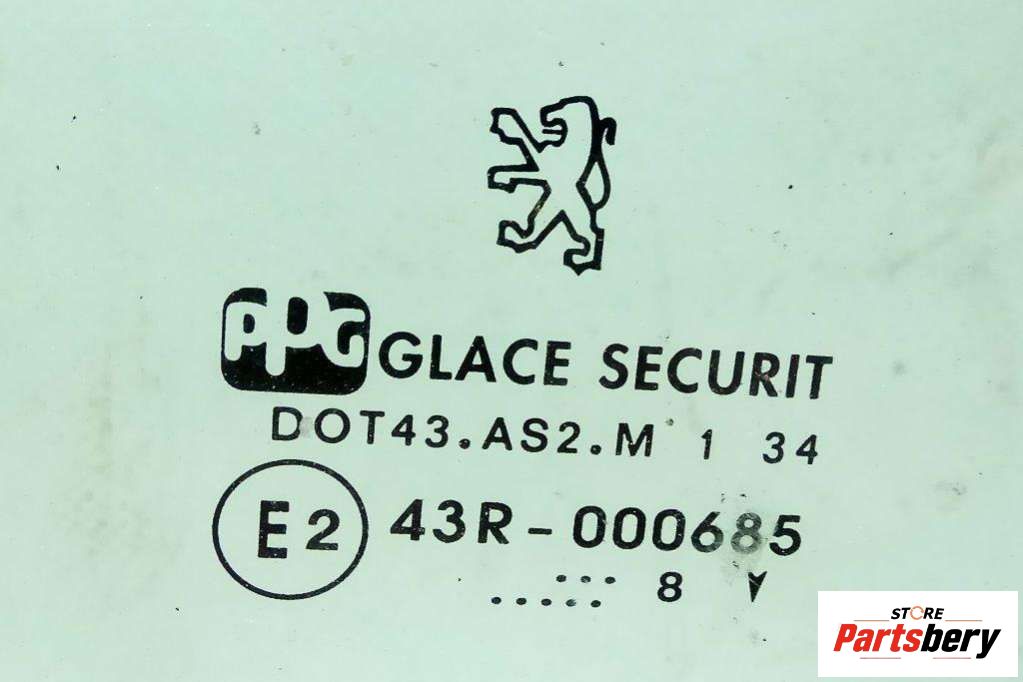 PPG GLACE SECURIT
DOT43.AS2.M 1 34
E2 43R-000685
8
STORE
Partsbery